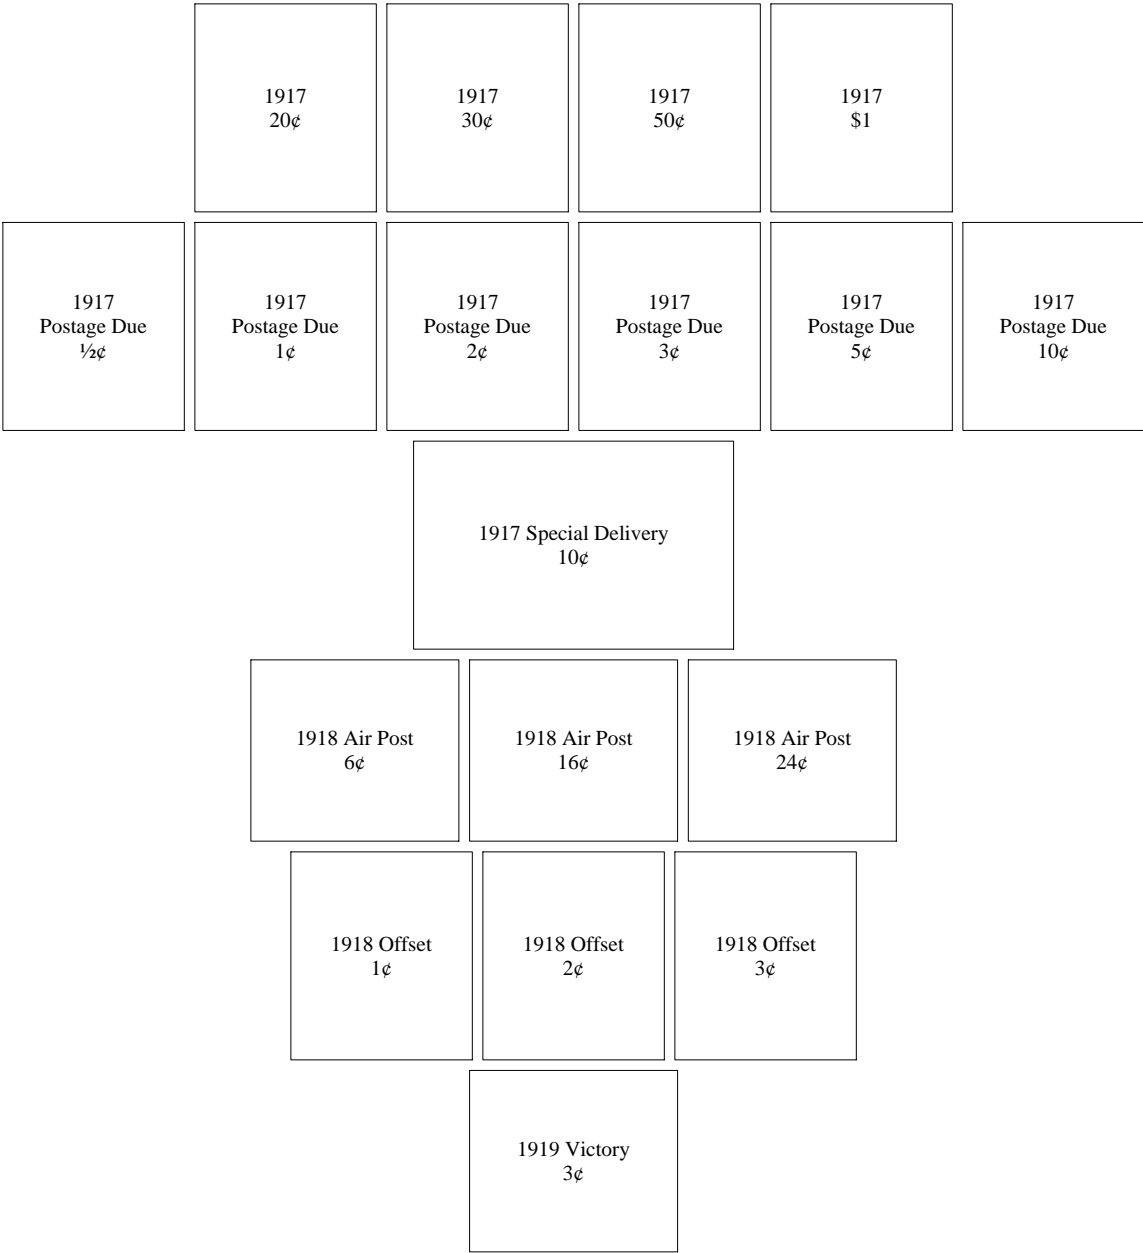 1917
20¢
1917
30¢
1917
50¢
1917
$1
1917
Postage Due
½¢
1917
Postage Due
1¢
1917
Postage Due
2¢
1917
Postage Due
3¢
1917
Postage Due
5¢
1917
Postage Due
10¢
1917 Special Delivery
10¢
1918 Air Post
6¢
1918 Air Post
16¢
1918 Air Post
24¢
1918 Offset
1¢
1918 Offset
2¢
1918 Offset
3¢
1919 Victory
3¢